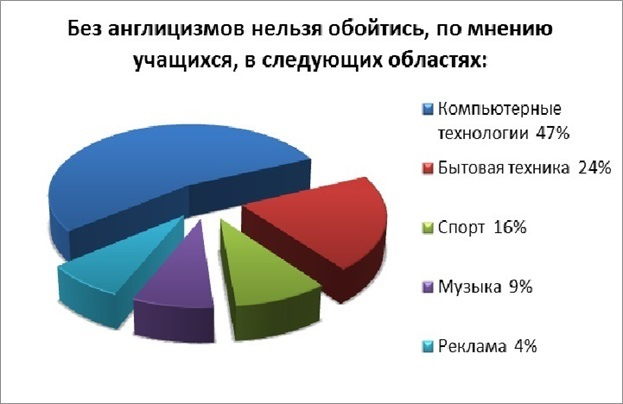 Без англицизмов нельзя обойтись, по мнению
учащихся, в следующих областях:
Компьютерные
технологии 47%
Бытовая техника 24%
Спорт 16%
Музыка 9%
Реклама 4%